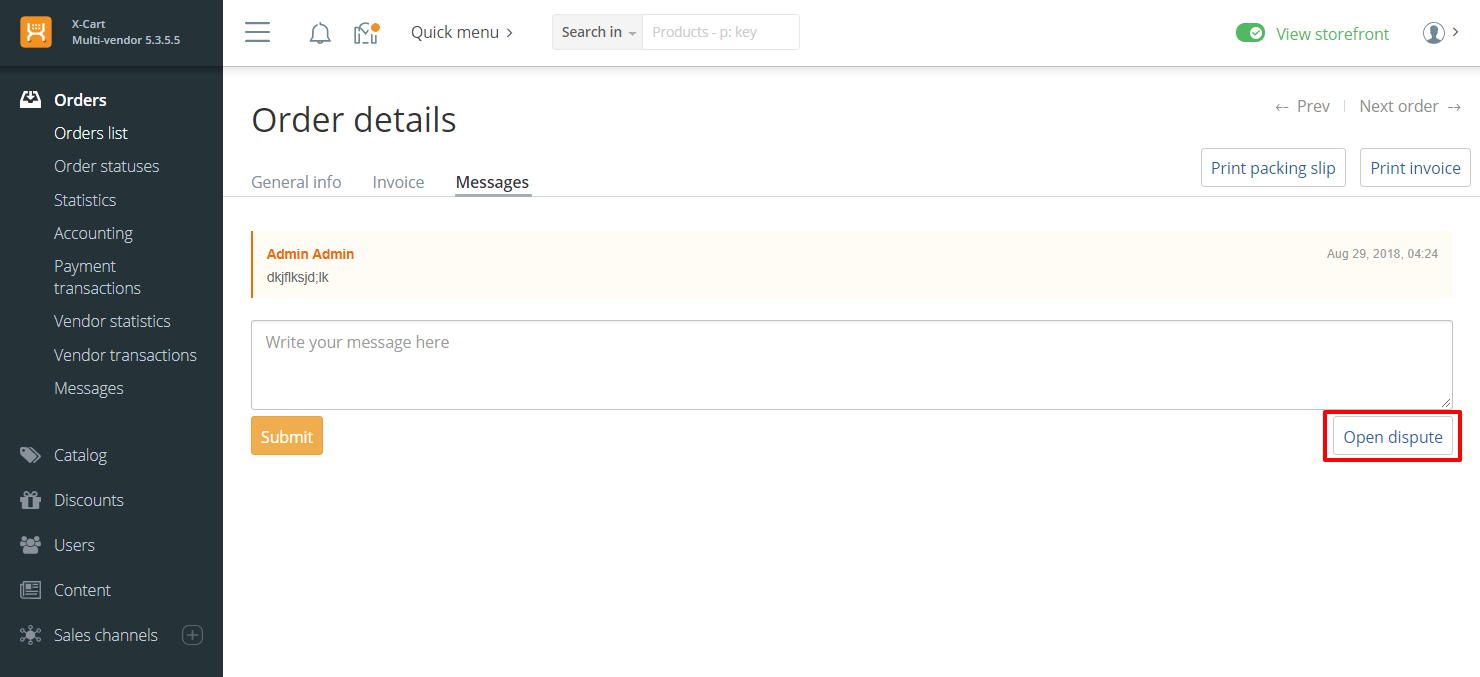 X-Cart
Multi-vendor 5.3.5.5
Quick menu
Search in
Products - p: key
View storefront
Orders
Orders list
Order statuses
Statistics
Accounting
Payment
transactions
Vendor statistics
Vendor transactions
Messages
Catalog
Discounts
Users
Content
Sales channels
Order details
← Prev
Next order →
General info
Invoice
Messages
Print packing slip
Print invoice
Admin Admin
Aug 29, 2018, 04:24
dkjflksjd;lk
Write your message here
Submit
Open dispute